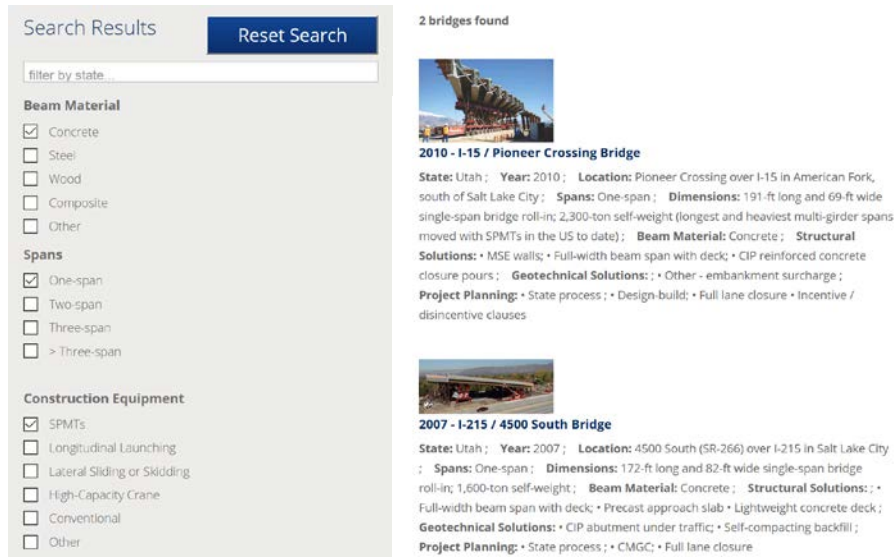 Search Results
Reset Search
filter by state...
Beam Material
Concrete
Steel
Wood
Composite
Other
Spans
One-span
Two-span
Three-span
> Three-span
Construction Equipment
SPMTs
Longitudinal Launching
Lateral Sliding or Skidding
High-Capacity Crane
Conventional
Other
2 bridges found
2010 - I-15 / Pioneer Crossing Bridge
State: Utah ; Year: 2010 ; Location: Pioneer Crossing over I-15 in American Fork,
south of Salt Lake City ; Spans: One-span ; Dimensions: 191-ft long and 69-ft wide
single-span bridge roll-in; 2,300-ton self-weight (longest and heaviest multi-girder spans
moved with SPMTs in the US to date) ; Beam Material: Concrete ; Structural
Solutions: • MSE walls; • Full-width beam span with deck; • CIP reinforced concrete
closure pours ; Geotechnical Solutions: ; • Other - embankment surcharge ;
Project Planning: • State process ; • Design-build; • Full lane closure • Incentive /
disincentive clauses
2007 - I-215 / 4500 South Bridge
State: Utah ; Year: 2007 ; Location: 4500 South (SR-266) over I-215 in Salt Lake City
; Spans: One-span ; Dimensions: 172-ft long and 82-ft wide single-span bridge
roll-in; 1,600-ton self-weight ; Beam Material: Concrete ; Structural Solutions: ; •
Full-width beam span with deck; • Precast approach slab • Lightweight concrete deck ;
Geotechnical Solutions: • CIP abutment under traffic; • Self-compacting backfill ;
Project Planning: • State process ; • CMGC; • Full lane closure